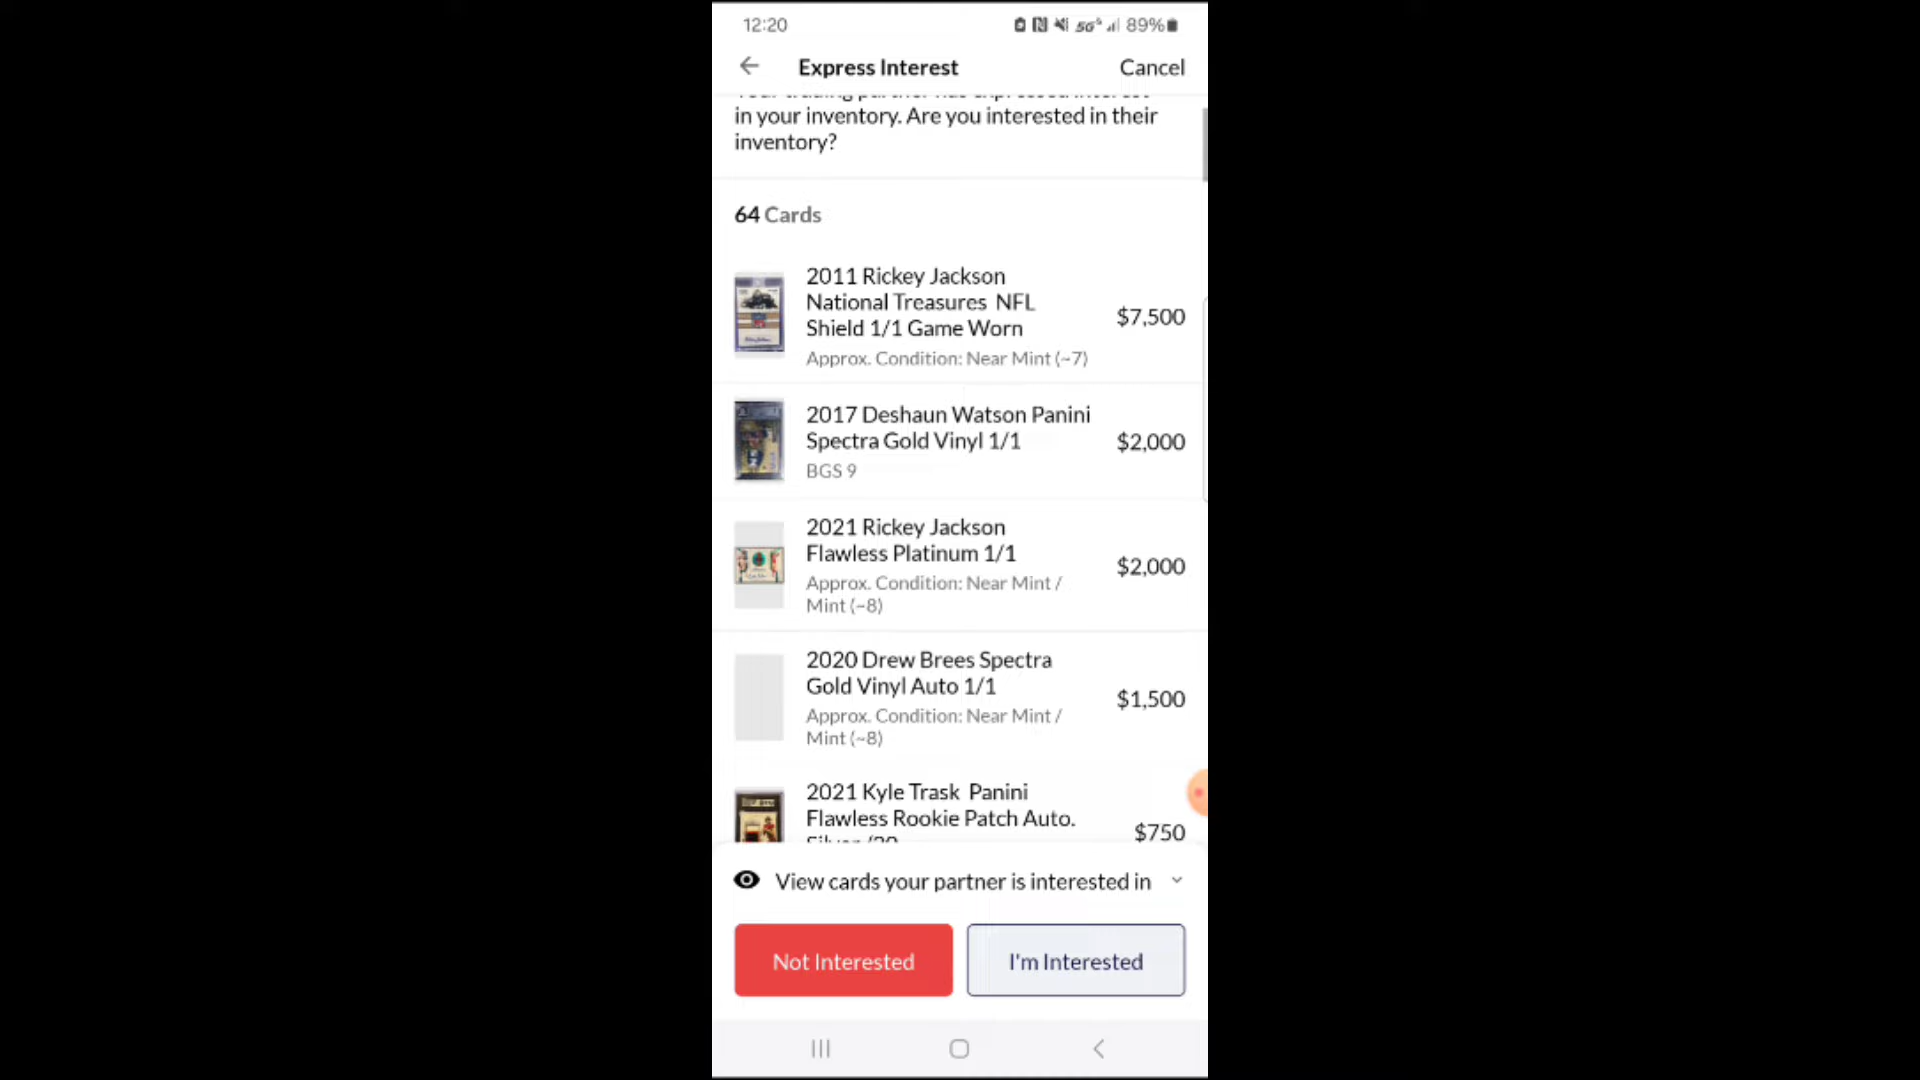 12:20
5G 89%
Express Interest
Cancel
in your inventory. Are you interested in their
inventory?
64 Cards
2011 Rickey Jackson
National Treasures NFL
Shield 1/1 Game Worn
$7,500
Approx. Condition: Near Mint (~7)
2017 Deshaun Watson Panini
Spectra Gold Vinyl 1/1
$2,000
BGS 9
2021 Rickey Jackson
Flawless Platinum 1/1
$2,000
Approx. Condition: Near Mint /
Mint (~8)
2020 Drew Brees Spectra
Gold Vinyl Auto 1/1
$1,500
Approx. Condition: Near Mint /
Mint (~8)
2021 Kyle Trask Panini
Flawless Rookie Patch Auto.
$750
View cards your partner is interested in
Not Interested
I'm Interested